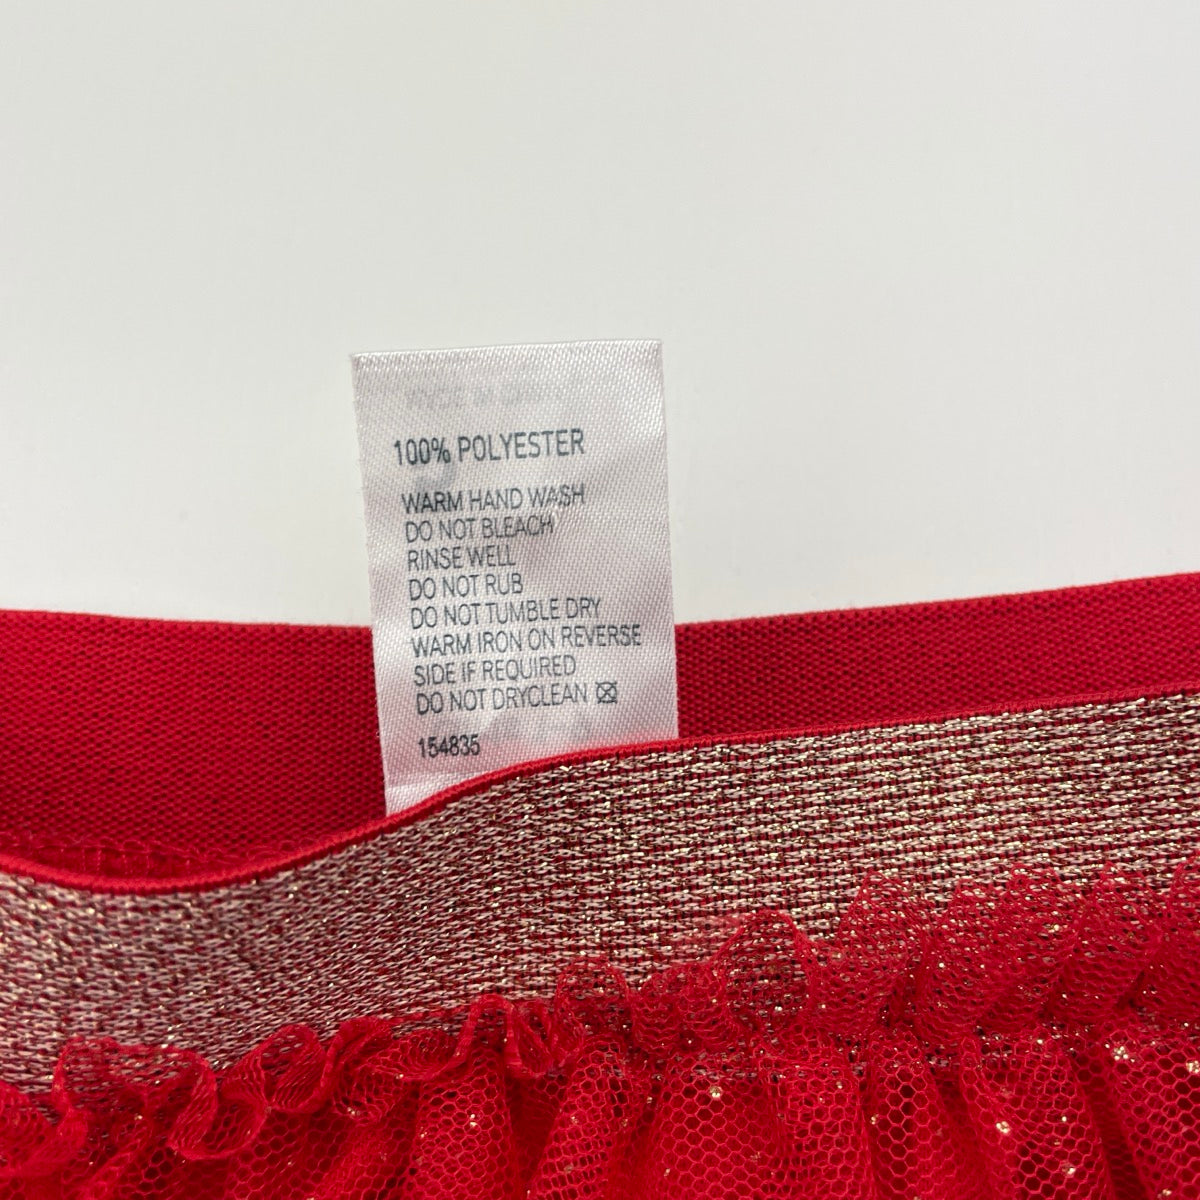 100% POLYESTER
WARM HAND WASH
DO NOT BLEACH
RINSE WELL
DO NOT RUB
DO NOT TUMBLE DRY
WARM IRON ON REVERSE
SIDE IF REQUIRED
DO NOT DRYCLEAN
154835